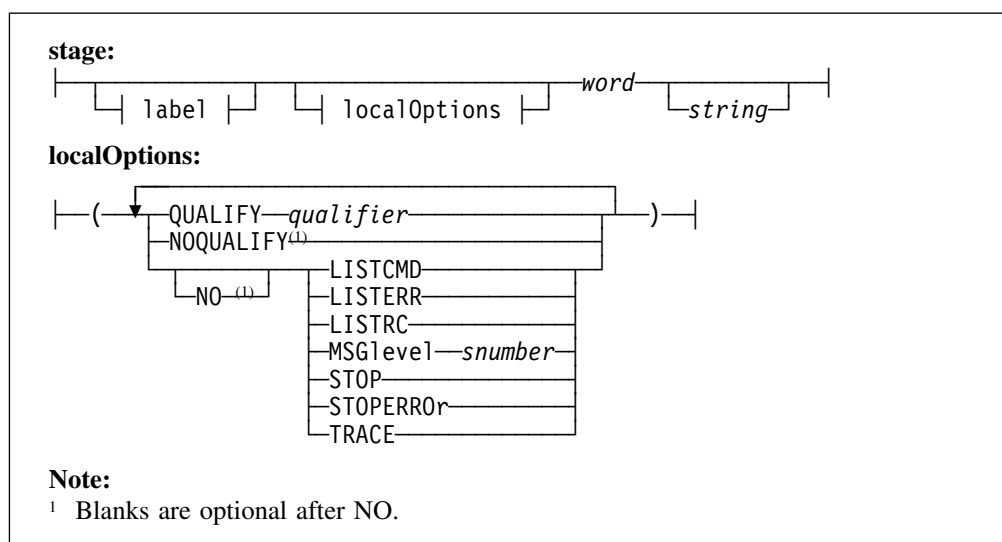 stage:
label localOptions word string
localOptions:
( QUALIFY qualifier )
NOQUALIFY(1)
NO (1) LISTCMD
LISTERR
LISTRC
MSGlevel snumber
STOP
STOPERROr
TRACE
Note:
1 Blanks are optional after NO.